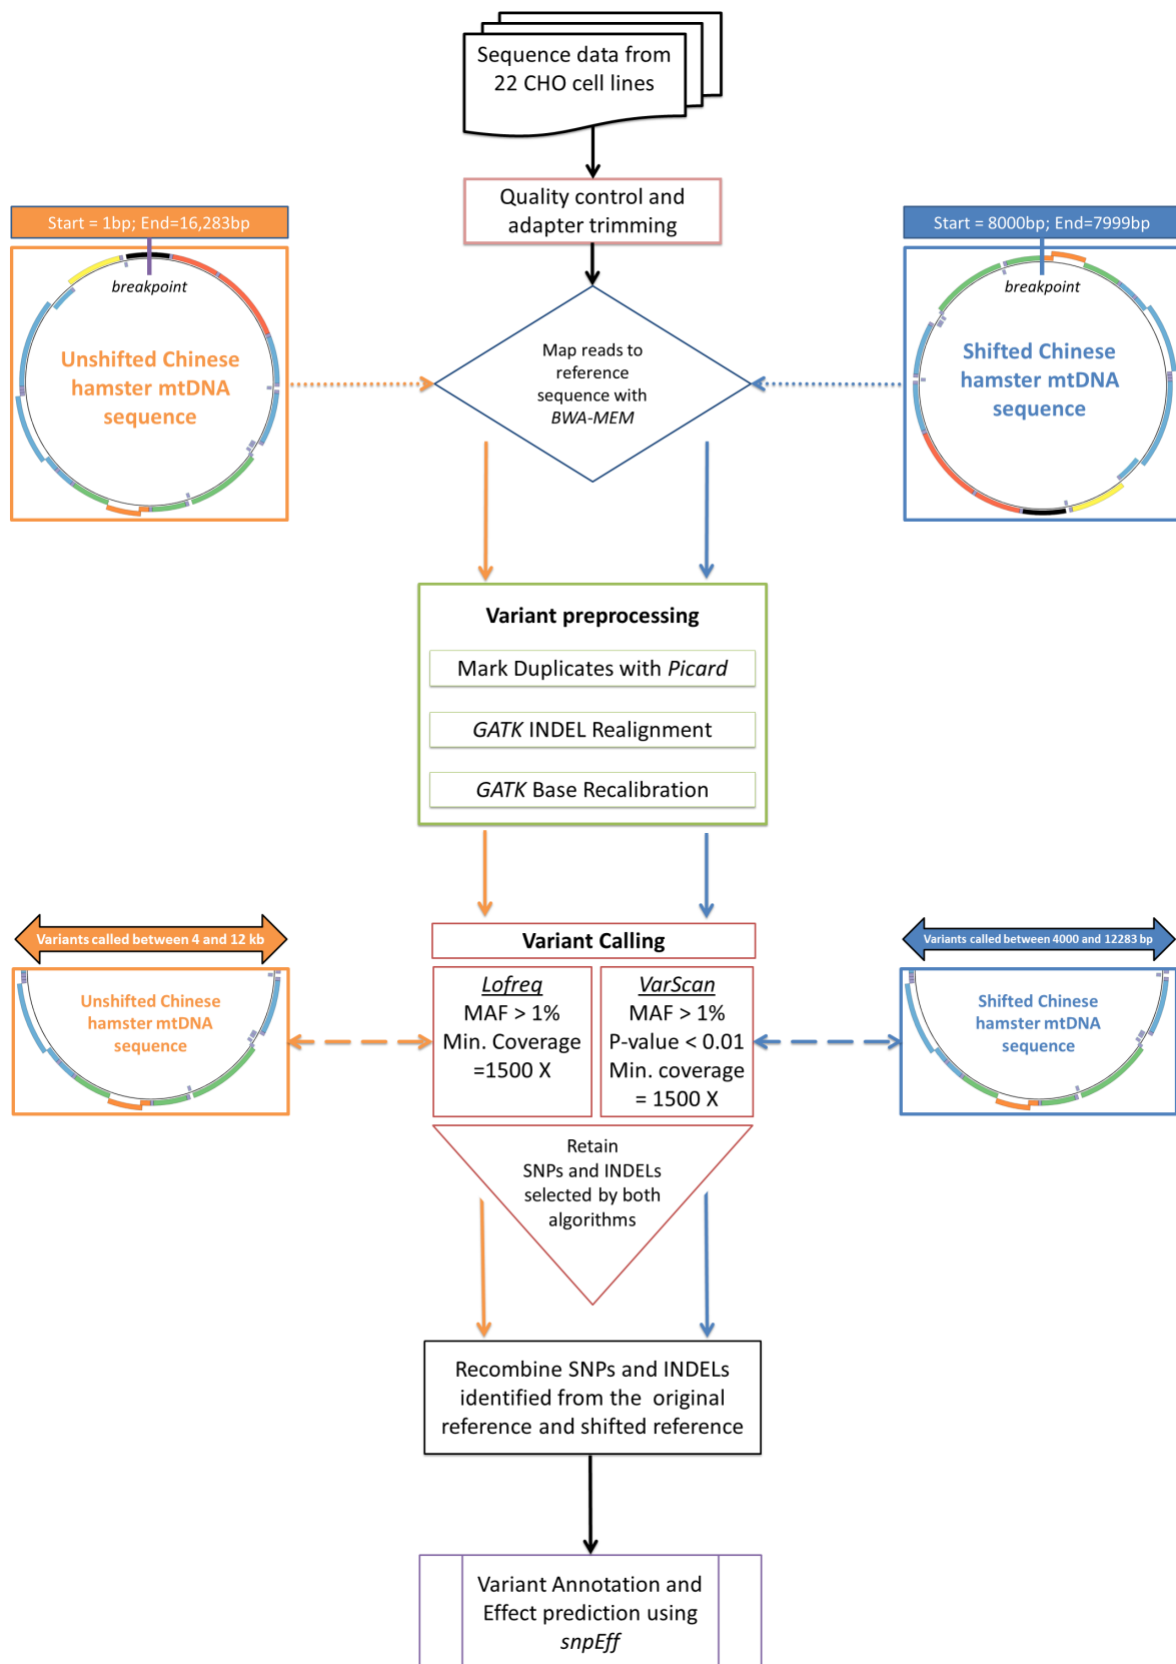 Sequence data from
22 CHO cell lines
Quality control and
adapter trimming
Start = 1bp; End=16,283bp
breakpoint
Unshifted Chinese
hamster mtDNA
sequence
Map reads to
reference
sequence with
BWA-MEM
Start = 8000bp; End=7999bp
breakpoint
Shifted Chinese
hamster mtDNA
sequence
Variant preprocessing
Mark Duplicates with Picard
GATK INDEL Realignment
GATK Base Recalibration
Variants called between 4 and 12 kb
Unshifted Chinese
hamster mtDNA
sequence
Variant Calling
Lofreq
MAF > 1%
Min. Coverage
=1500 X
VarScan
MAF > 1%
P-value < 0.01
Min. coverage
= 1500 X
Variants called between 4000 and 12283 bp
Shifted Chinese
hamster mtDNA
sequence
Retain
SNPs and INDELs
selected by both
algorithms
Recombine SNPs and INDELs
identified from the original
reference and shifted reference
Variant Annotation and
Effect prediction using
snpEff